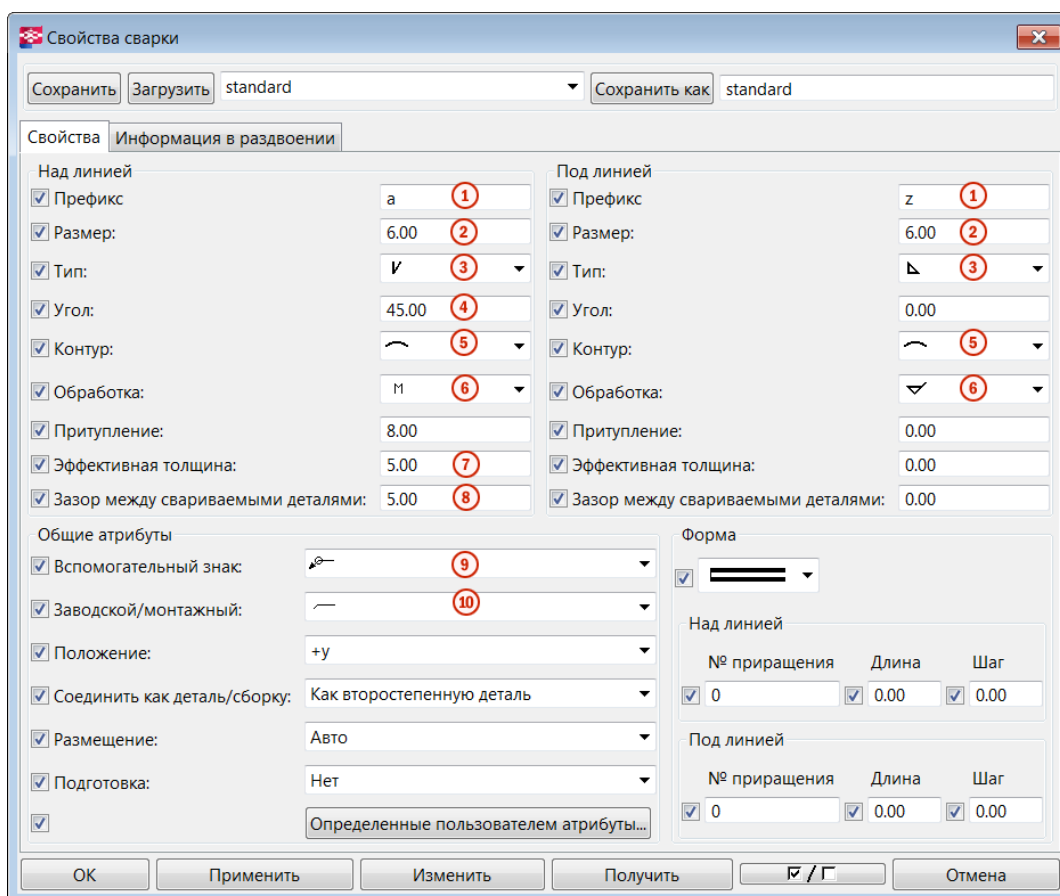 Свойства сварки
Сохранить Загрузить standard Сохранить как standard
Свойства Информация в раздвоении
Над линией Под линией
Префикс a 1 Префикс z 1
Размер: 6.00 2 Размер: 6.00 2
Тип: 3 Тип: 3
Угол: 45.00 4 Угол: 0.00
Контур: 5 Контур: 5
Обработка: M 6 Обработка: 6
Притупление: 8.00 Притупление: 0.00
Эффективная толщина: 5.00 7 Эффективная толщина: 0.00
Зазор между свариваемыми деталями: 5.00 8 Зазор между свариваемыми деталями: 0.00
Общие атрибуты Форма
Вспомогательный знак: 9
Заводской/монтажный: 10
Над линией
Положение: +y
№ приращения Длина Шаг
Соединить как деталь/сборку: Как второстепенную деталь 0 0.00 0.00
Размещение: Авто Под линией
Подготовка: Нет № приращения Длина Шаг
Определенные пользователем атрибуты... 0 0.00 0.00
ОК Применить Изменить Получить / Отмена